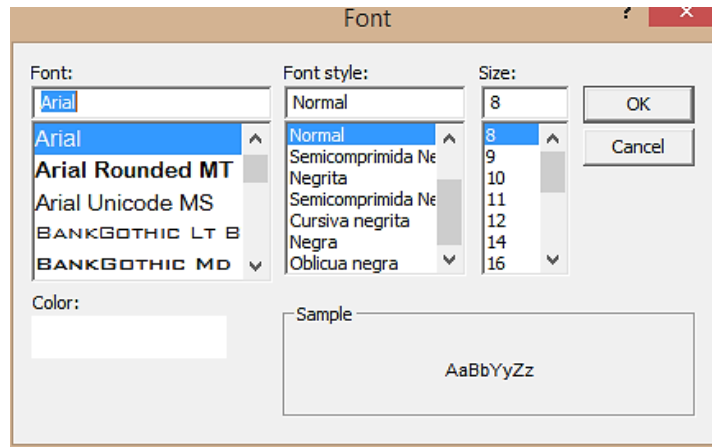 Font
?
Font:
Font style:
Size:
Arial
Normal
8
OK
Cancel
Arial
Arial Rounded MT
Arial Unicode MS
BANKGOTHIC LT B
BANKGOTHIC MD
Normal
Semicomprimida Ne
Negrita
Semicomprimida Ne
Cursiva negrita
Negra
Oblicua negra
8
9
10
11
12
14
16
Color:
Sample
AaBbYyZz